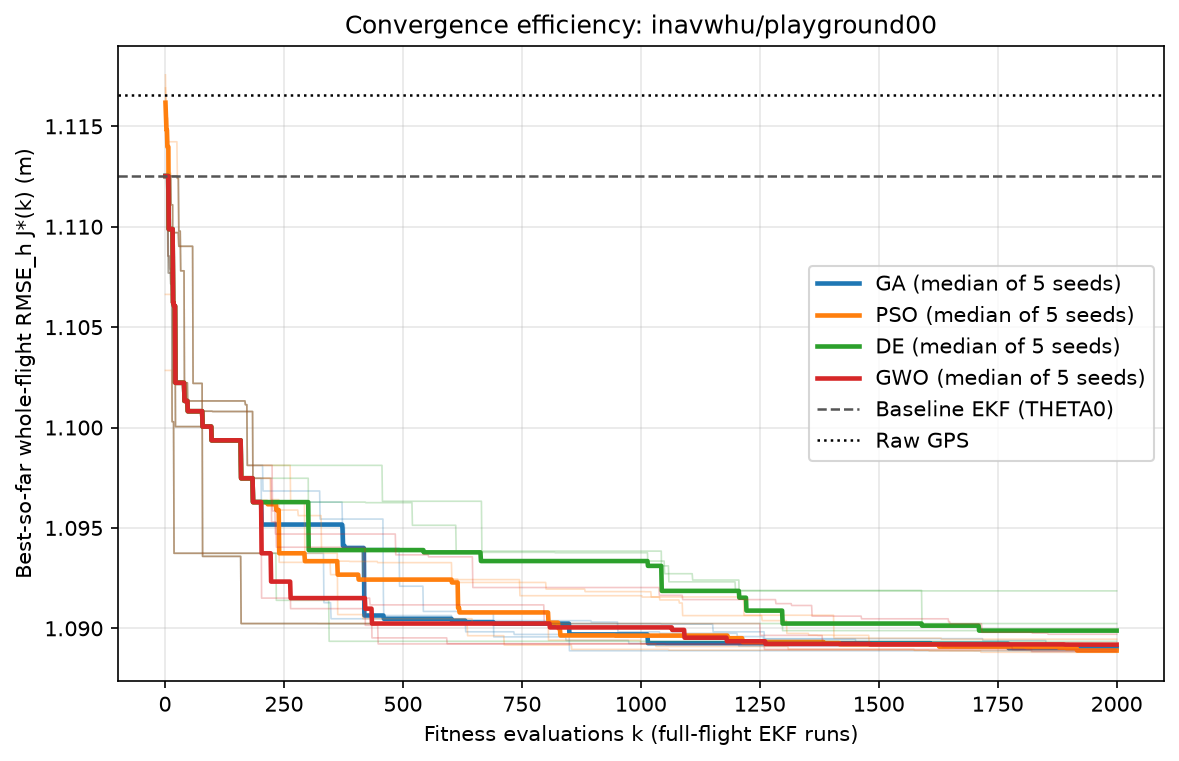 Convergence efficiency: inavwhu/playground00
Best-so-far whole-flight RMSE_h J*(k) (m)
1.115
1.110
1.105
1.100
1.095
1.090
GA (median of 5 seeds)
PSO (median of 5 seeds)
DE (median of 5 seeds)
GWO (median of 5 seeds)
Baseline EKF (THETA0)
Raw GPS
0 250 500 750 1000 1250 1500 1750 2000
Fitness evaluations k (full-flight EKF runs)